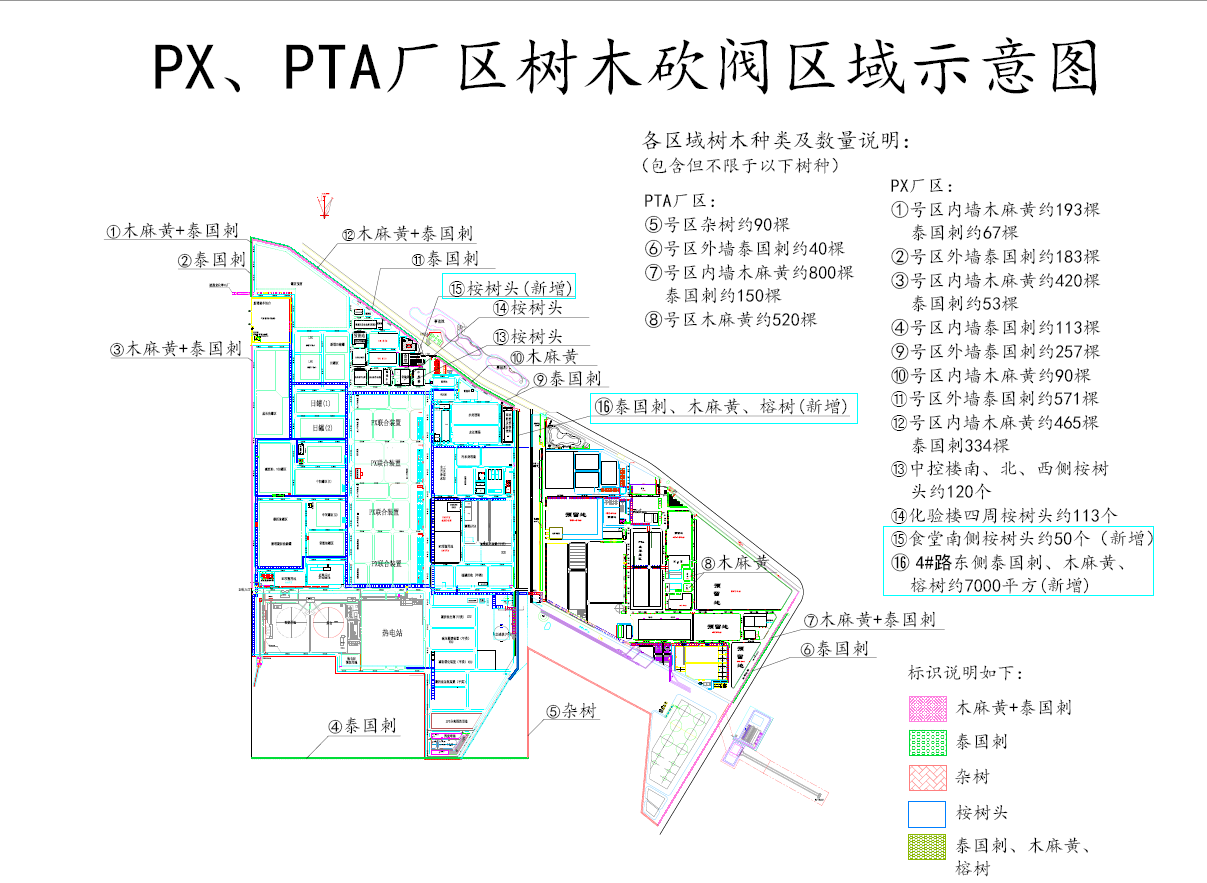 PX、PTA厂区树木砍阀区域示意图
各区域树木种类及数量说明：
(包含但不限于以下树种)
PTA厂区：
⑤号区杂树约90棵
⑥号区外墙泰国刺约40棵
⑦号区内墙木麻黄约800棵
泰国刺约150棵
⑧号区木麻黄约520棵
PX厂区：
①号区内墙木麻黄约193棵
泰国刺约67棵
②号区外墙泰国刺约183棵
③号区内墙木麻黄约420棵
泰国刺约53棵
④号区内墙泰国刺约113棵
⑨号区外墙泰国刺约257棵
⑩号区内墙木麻黄约90棵
⑪号区外墙泰国刺约571棵
⑫号区内墙木麻黄约465棵
泰国刺334棵
⑬中控楼南、北、西侧桉树
头约120个
⑭化验楼四周桉树头约113个
⑮食堂南侧桉树头约50个（新增）
⑯ 4#路东侧泰国刺、木麻黄、
榕树约7000平方(新增)
①木麻黄+泰国刺
②泰国刺
③木麻黄+泰国刺
⑫木麻黄+泰国刺
⑪泰国刺
⑮桉树头(新增)
⑭桉树头
⑬桉树头
⑩木麻黄
⑨泰国刺
⑯泰国刺、木麻黄、榕树(新增)
日罐(1)
日罐(2)
PX联合装置
PX联合装置
PX联合装置
PX联合装置
热电站
预留地
⑧木麻黄
预留地
预留地
预留地
⑦木麻黄+泰国刺
⑥泰国刺
⑤杂树
④泰国刺
标识说明如下：
木麻黄+泰国刺
泰国刺
杂树
桉树头
泰国刺、木麻黄、
榕树